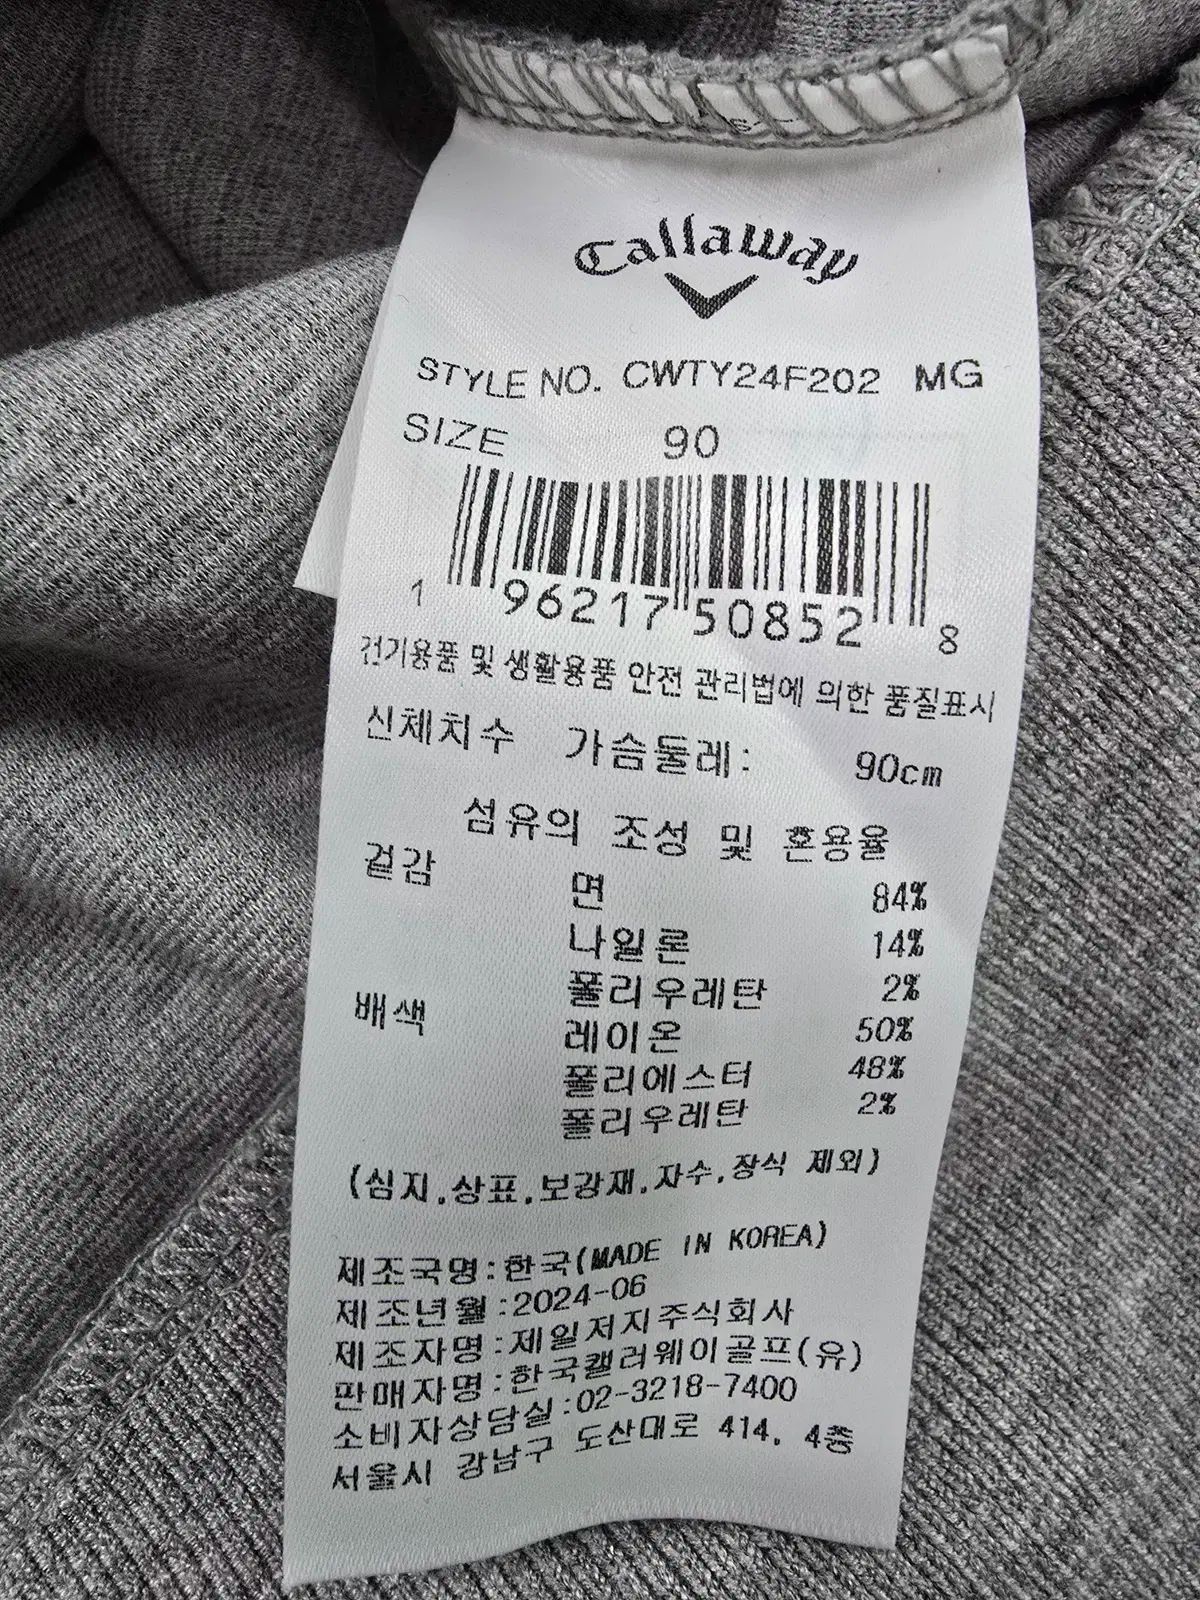 Callaway
STYLE NO. CWTY24F202 MG
SIZE 90
1 96217 50852 8
전기용품 및 생활용품 안전 관리법에 의한 품질표시
신체치수 가슴둘레: 90cm
섬유의 조성 및 혼용율
겉감 면 84%
나일론 14%
폴리우레탄 2%
배색 레이온 50%
폴리에스터 48%
폴리우레탄 2%
(심지,상표,보강재,자수,장식 제외)
제조국명:한국(MADE IN KOREA)
제조년월:2024-06
제조자명:제일저지주식회사
판매자명:한국캘러웨이골프(유)
소비자상담실:02-3218-7400
서울시 강남구 도산대로 414, 4층